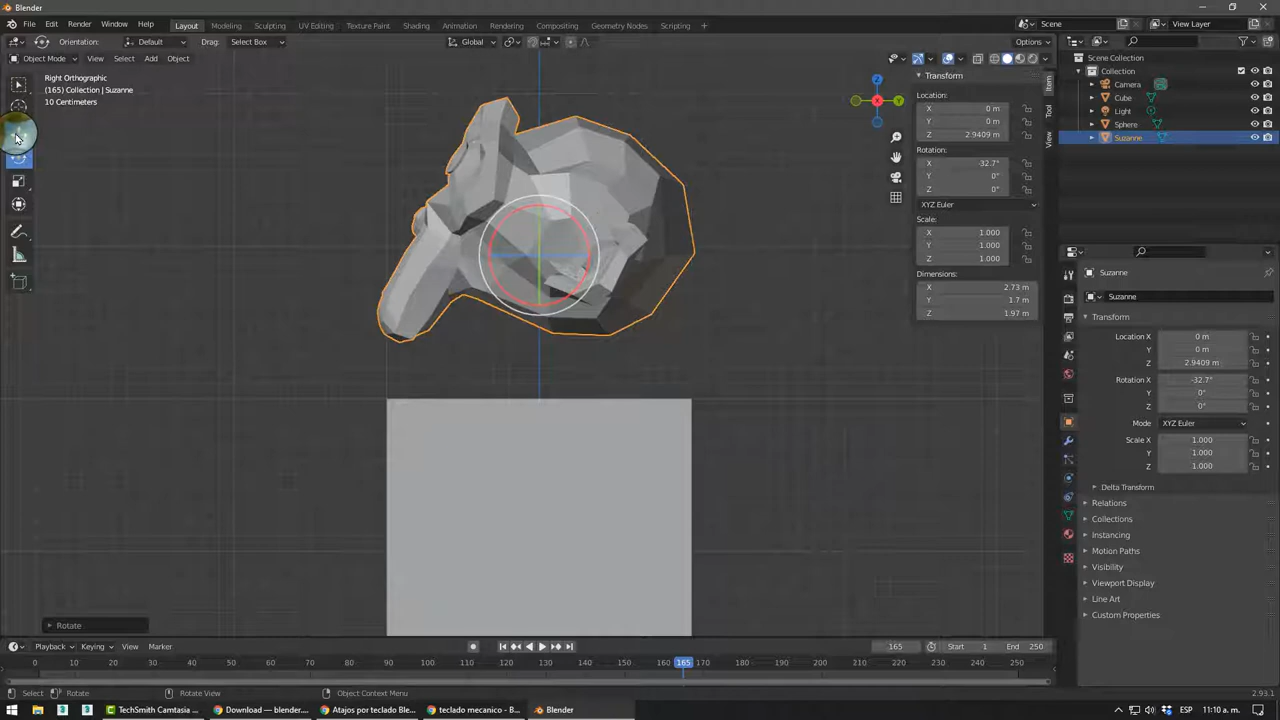 Blender
File Edit Render Window Help Layout Modeling Sculpting UV Editing Texture Paint Shading Animation Rendering Compositing Geometry Nodes Scripting + Scene View Layer
Orientation: Default Drag: Select Box Global Options
Object Mode View Select Add Object
Right Orthographic
(165) Collection | Suzanne
10 Centimeters
Z
X
Y
Transform
Location:
X 0 m
Y 0 m
Z 2.9409 m
Rotation:
X -32.7°
Y 0°
Z 0°
XYZ Euler
Scale:
X 1.000
Y 1.000
Z 1.000
Dimensions:
X 2.73 m
Y 1.7 m
Z 1.97 m
Item
Tool
View
Scene Collection
Collection
Camera
Cube
Light
Sphere
Suzanne
Suzanne
Suzanne
Transform
Location X 0 m
Y 0 m
Z 2.9409 m
Rotation X -32.7°
Y 0°
Z 0°
Mode XYZ Euler
Scale X 1.000
Y 1.000
Z 1.000
Delta Transform
Relations
Collections
Instancing
Motion Paths
Visibility
Viewport Display
Line Art
Custom Properties
Rotate
Playback Keying View Marker 165 Start 1 End 250
0 10 20 30 40 50 60 70 80 90 100 110 120 130 140 150 160 165 170 180 190 200 210 220 230 240 250
Select Rotate Rotate View Object Context Menu 2.93.1
TechSmith Camtasia Download — blender.... Atajos por teclado Ble... teclado mecanico - B... Blender ESP 11:10 a. m.